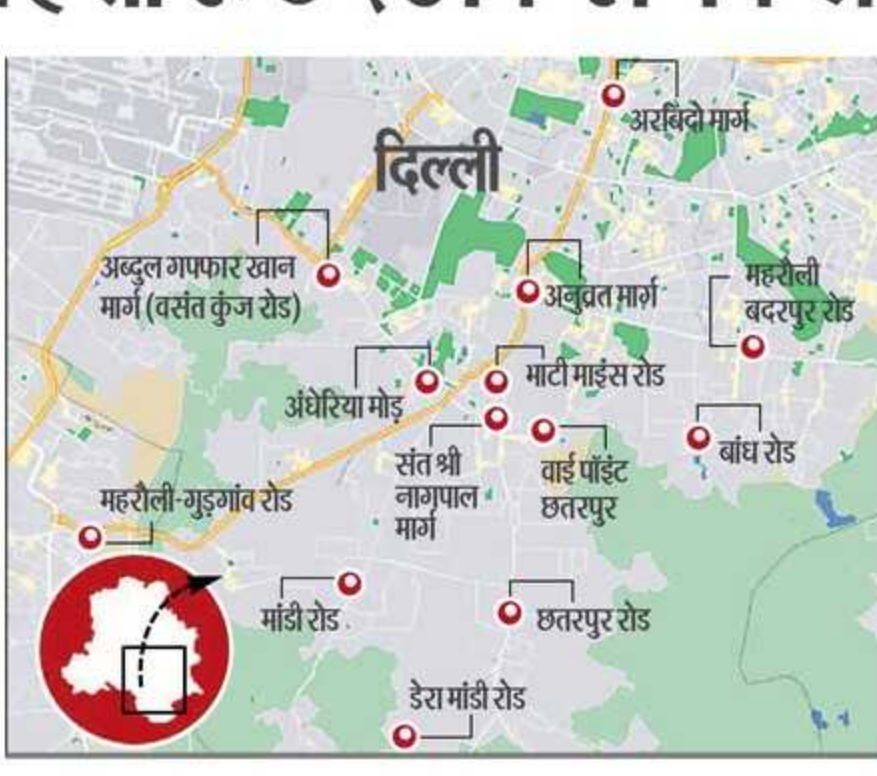 दिल्ली
अरबिंदो मार्ग
अब्दुल गफ्फार खान
मार्ग (वसंत कुंज रोड)
अनुव्रत मार्ग
महरौली
बदरपुर रोड
अंधेरिया मोड़
भाटी माइंस रोड
संत श्री
नागपाल
मार्ग
वाई पॉइंट
छतरपुर
बांध रोड
महरौली-गुड़गांव रोड
मांडी रोड
छतरपुर रोड
डेरा मांडी रोड